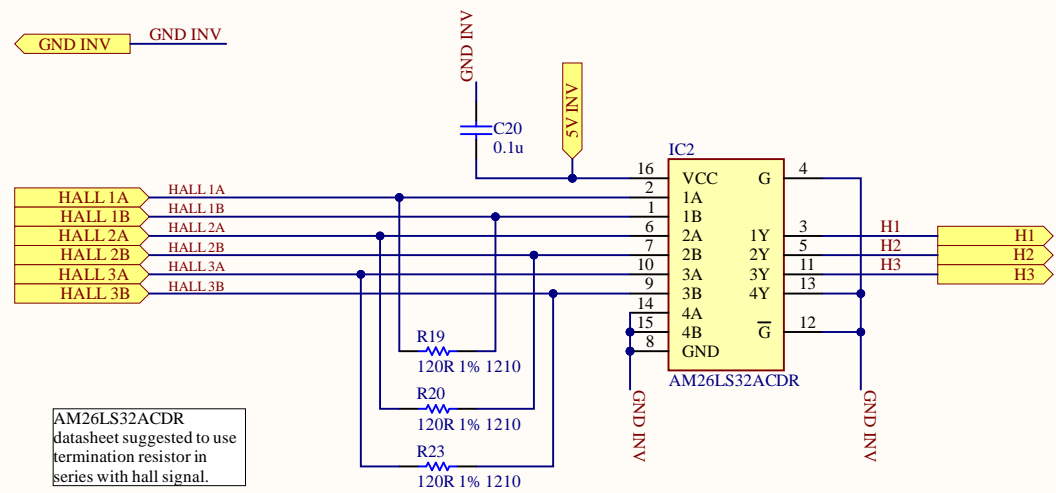 GND INV
GND INV
GND INV
C20
0.1u
5V INV
IC2
16 VCC G 4
2 1A
1 1B
6 2A 1Y 3
7 2B 2Y 5
10 3A 3Y 11
9 3B 4Y 13
14 4A
15 4B G 12
8 GND
AM26LS32ACDR
HALL 1A HALL 1A
HALL 1B HALL 1B
HALL 2A HALL 2A
HALL 2B HALL 2B
HALL 3A HALL 3A
HALL 3B HALL 3B
H1 H1
H2 H2
H3 H3
R19
120R 1% 1210
R20
120R 1% 1210
R23
120R 1% 1210
GND INV
GND INV
AM26LS32ACDR
datasheet suggested to use
termination resistor in
series with hall signal.